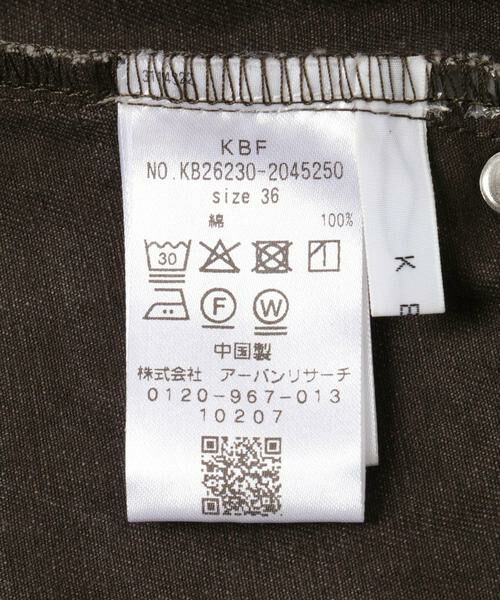 KBF
NO.KB26230-2045250
size 36
綿 100%
30
F
W
中国製
株式会社 アーバンリサーチ
0120-967-013
10207
K B